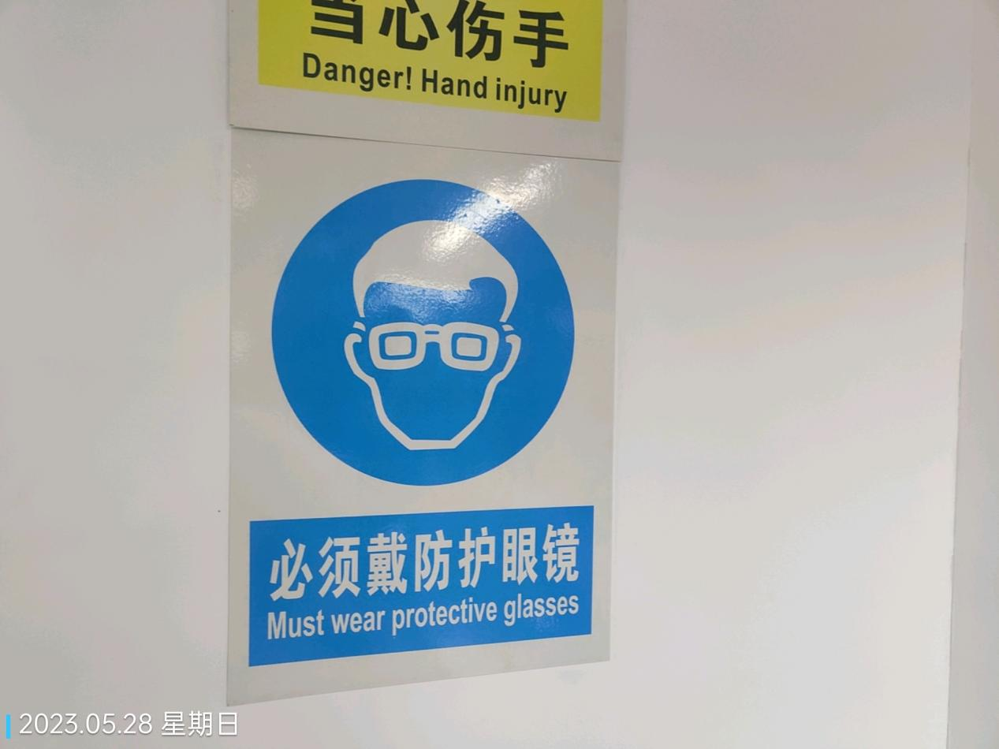 当心伤手
Danger! Hand injury
必须戴防护眼镜
Must wear protective glasses
2023.05.28 星期日